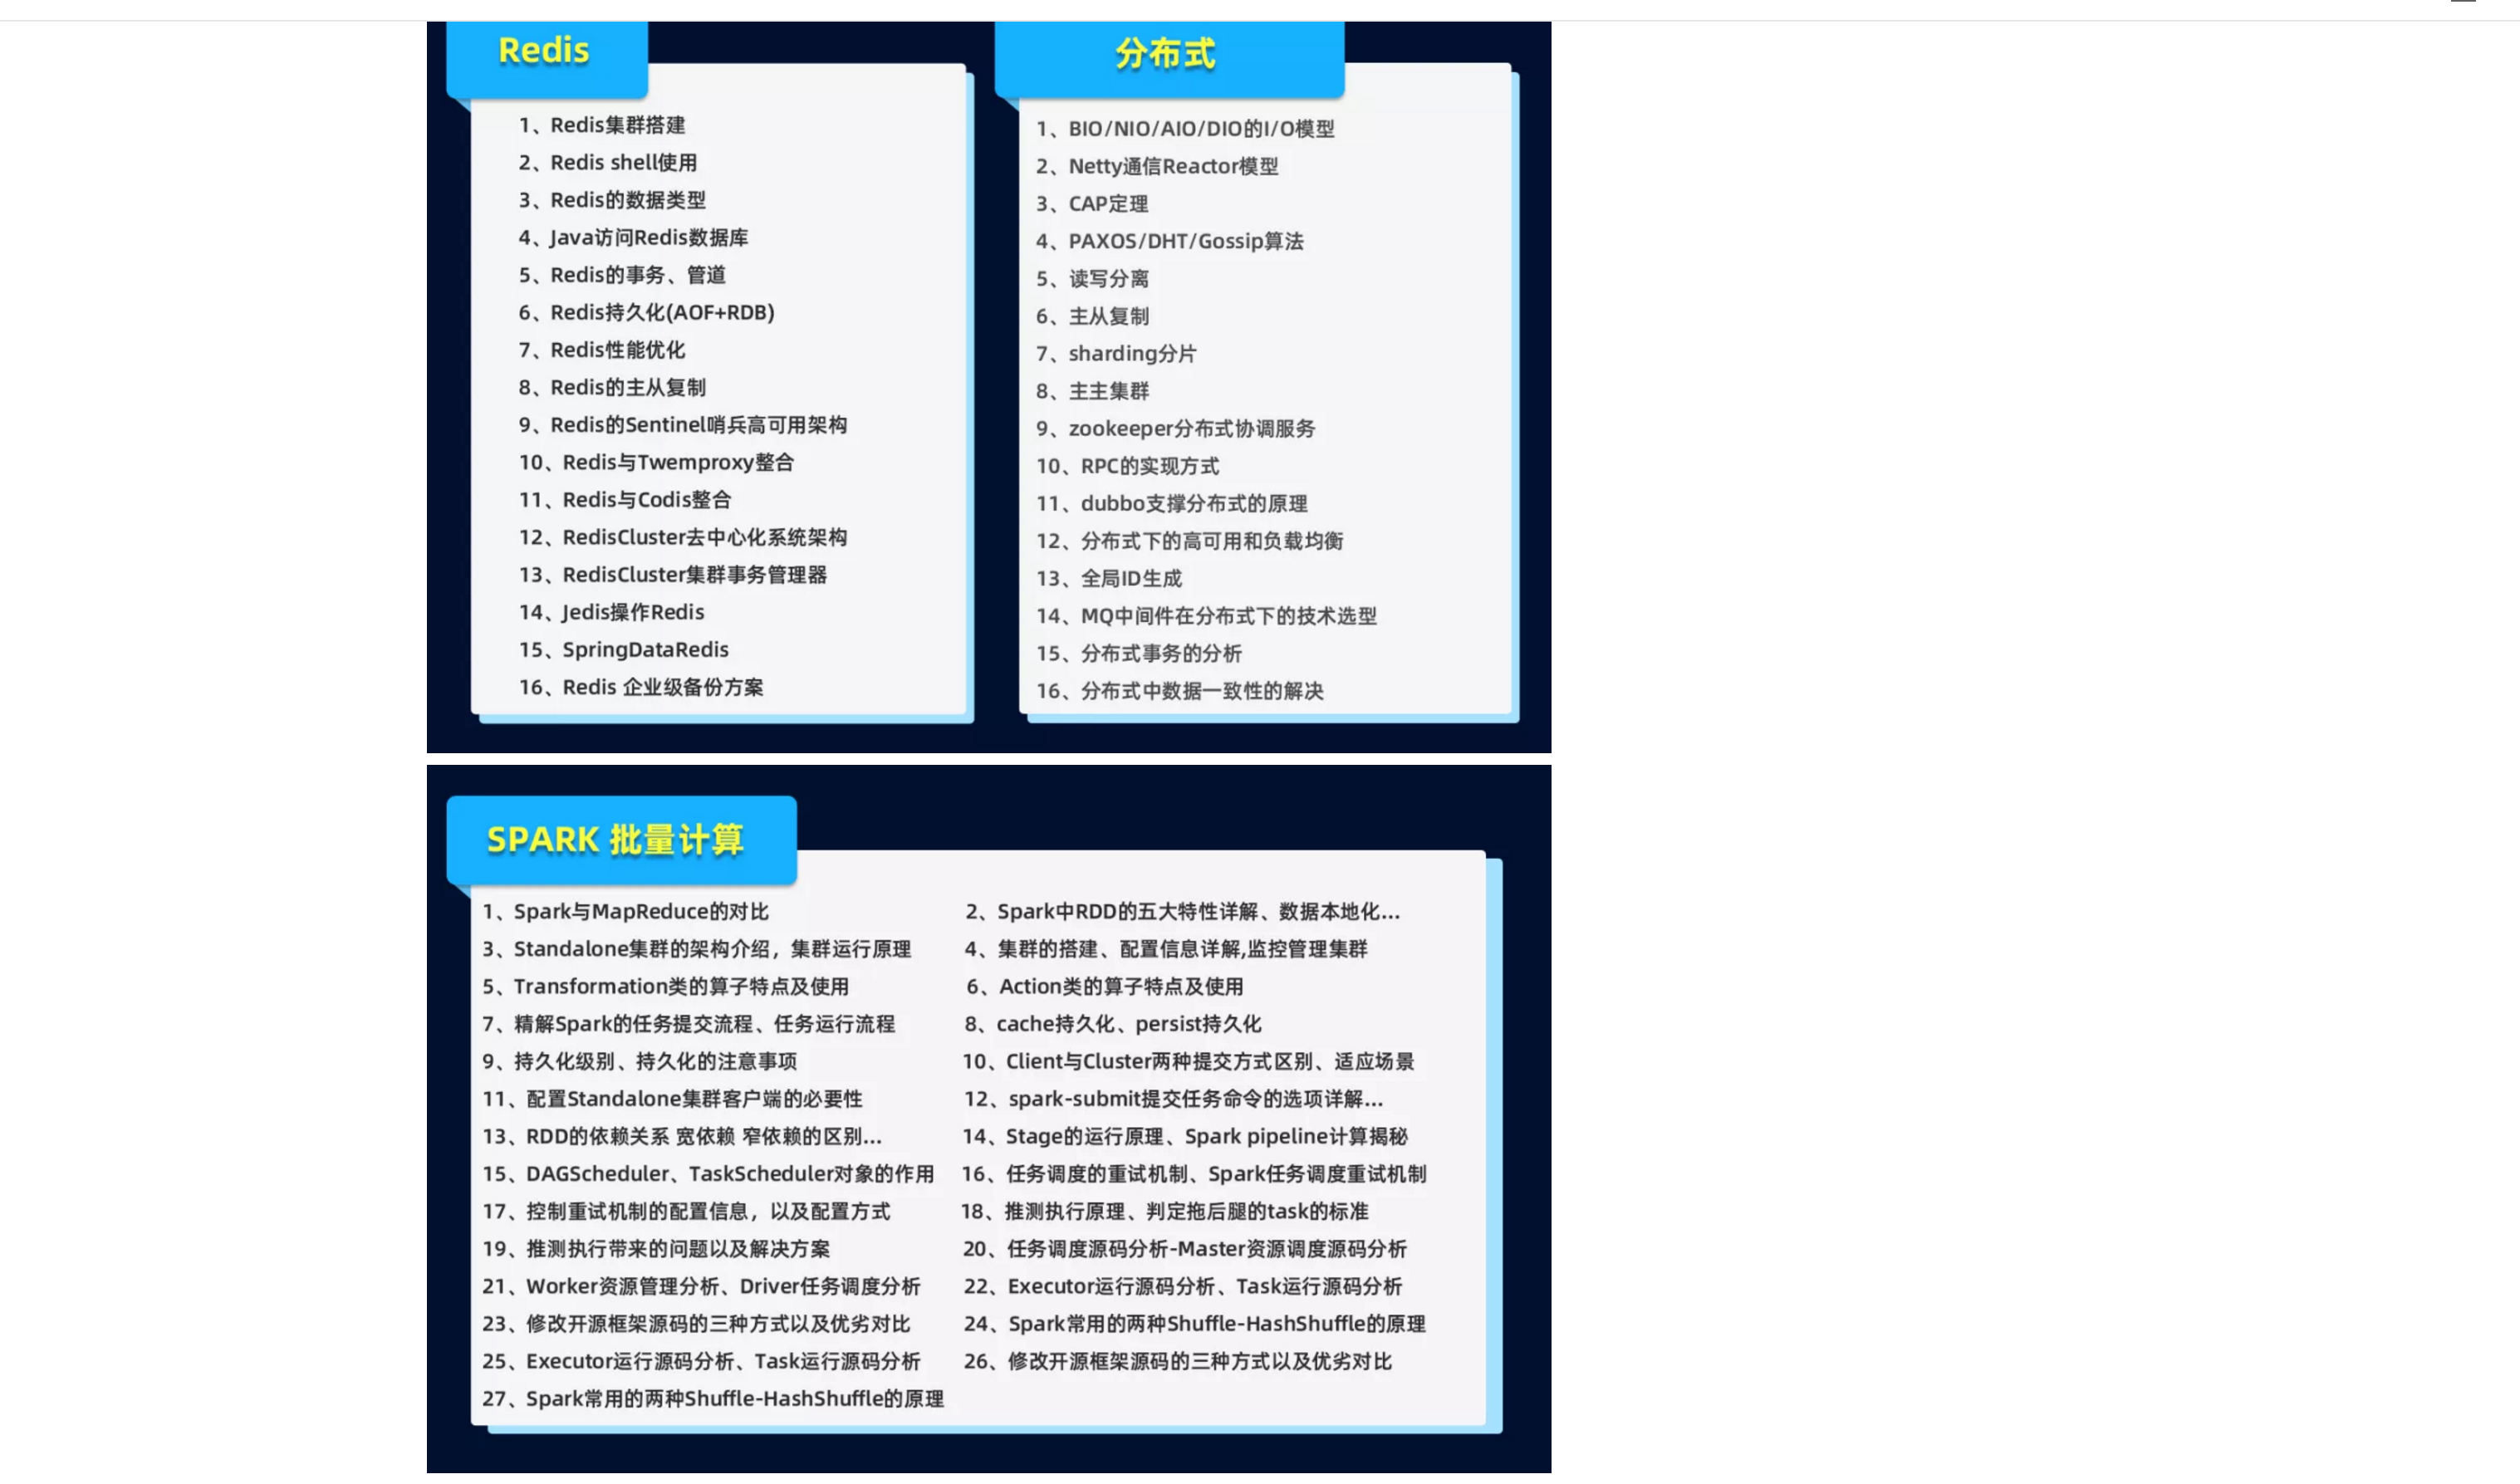 Redis
1、Redis集群搭建
2、Redis shell使用
3、Redis的数据类型
4、Java访问Redis数据库
5、Redis的事务、管道
6、Redis持久化(AOF+RDB)
7、Redis性能优化
8、Redis的主从复制
9、Redis的Sentinel哨兵高可用架构
10、Redis与Twemproxy整合
11、Redis与Codis整合
12、RedisCluster去中心化系统架构
13、RedisCluster集群事务管理器
14、Jedis操作Redis
15、SpringDataRedis
16、Redis 企业级备份方案
分布式
1、BIO/NIO/AIO/DIO的I/O模型
2、Netty通信Reactor模型
3、CAP定理
4、PAXOS/DHT/Gossip算法
5、读写分离
6、主从复制
7、sharding分片
8、主主集群
9、zookeeper分布式协调服务
10、RPC的实现方式
11、dubbo支撑分布式的原理
12、分布式下的高可用和负载均衡
13、全局ID生成
14、MQ中间件在分布式下的技术选型
15、分布式事务的分析
16、分布式中数据一致性的解决
SPARK 批量计算
1、Spark与MapReduce的对比
2、Spark中RDD的五大特性详解、数据本地化...
3、Standalone集群的架构介绍，集群运行原理
4、集群的搭建、配置信息详解,监控管理集群
5、Transformation类的算子特点及使用
6、Action类的算子特点及使用
7、精解Spark的任务提交流程、任务运行流程
8、cache持久化、persist持久化
9、持久化级别、持久化的注意事项
10、Client与Cluster两种提交方式区别、适应场景
11、配置Standalone集群客户端的必要性
12、spark-submit提交任务命令的选项详解...
13、RDD的依赖关系 宽依赖 窄依赖的区别...
14、Stage的运行原理、Spark pipeline计算揭秘
15、DAGScheduler、TaskScheduler对象的作用
16、任务调度的重试机制、Spark任务调度重试机制
17、控制重试机制的配置信息，以及配置方式
18、推测执行原理、判定拖后腿的task的标准
19、推测执行带来的问题以及解决方案
20、任务调度源码分析-Master资源调度源码分析
21、Worker资源管理分析、Driver任务调度分析
22、Executor运行源码分析、Task运行源码分析
23、修改开源框架源码的三种方式以及优劣对比
24、Spark常用的两种Shuffle-HashShuffle的原理
25、Executor运行源码分析、Task运行源码分析
26、修改开源框架源码的三种方式以及优劣对比
27、Spark常用的两种Shuffle-HashShuffle的原理